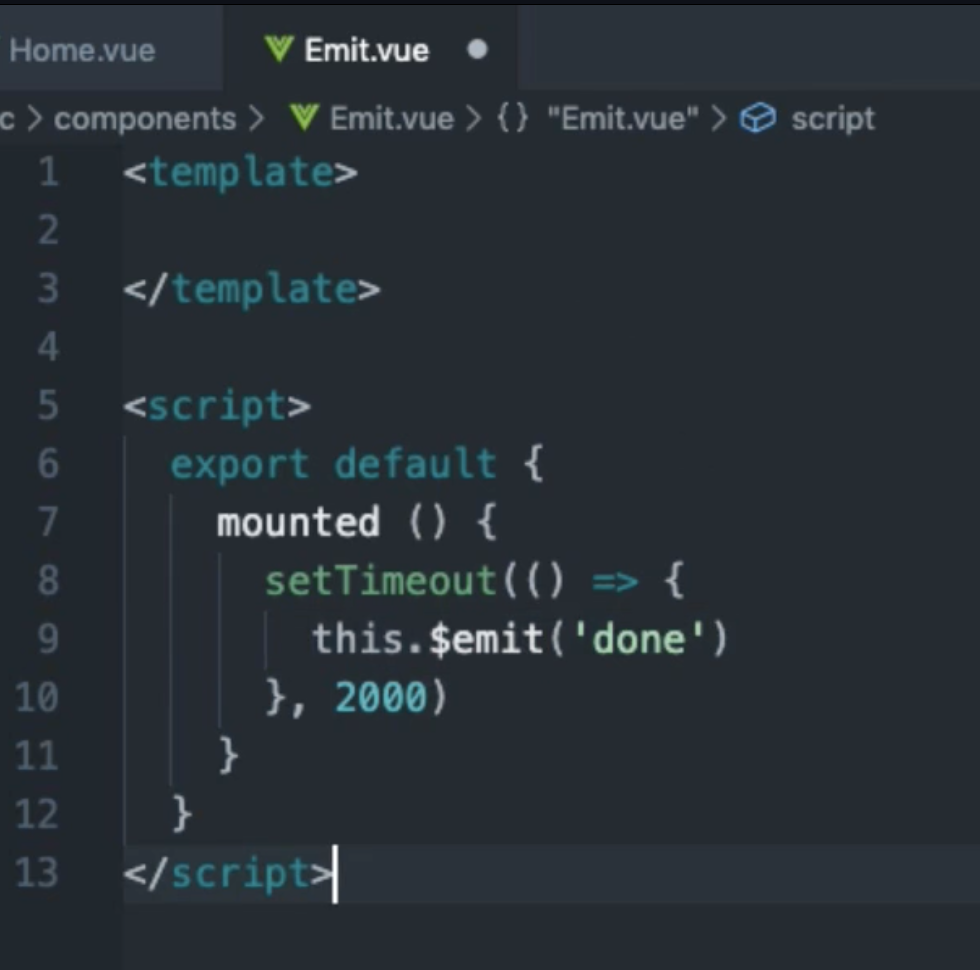 Home.vue Emit.vue
c > components > Emit.vue > {} "Emit.vue" > script
1 <template>
2
3 </template>
4
5 <script>
6 export default {
7 mounted () {
8 setTimeout(() => {
9 this.$emit('done')
10 }, 2000)
11 }
12 }
13 </script>